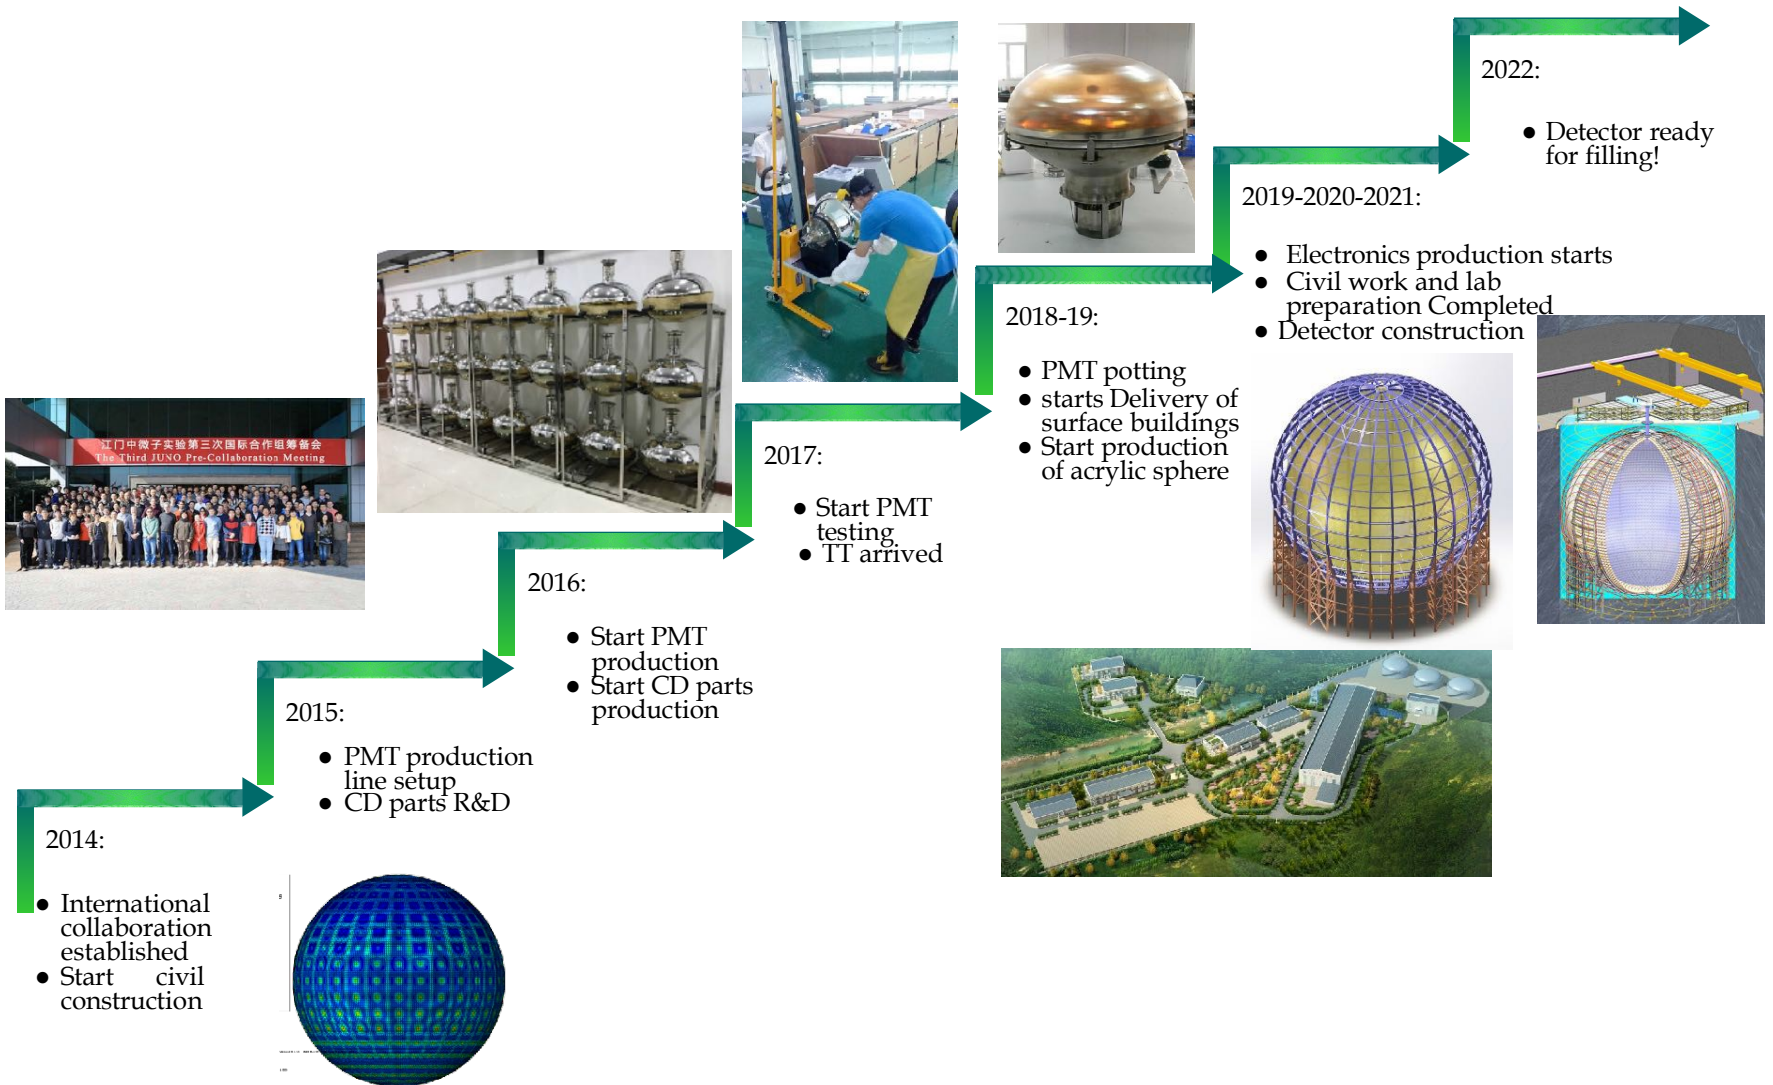 2014:
● International
collaboration
established
● Start civil
construction
2015:
● PMT production
line setup
● CD parts R&D
2016:
● Start PMT
production
● Start CD parts
production
2017:
● Start PMT
testing
● TT arrived
2018-19:
● PMT potting
● starts Delivery of
surface buildings
● Start production
of acrylic sphere
2019-2020-2021:
● Electronics production starts
● Civil work and lab
preparation Completed
● Detector construction
2022:
● Detector ready
for filling!
江门中微子实验第三次国际合作组筹备会
The Third JUNO Pre-Collaboration Meeting